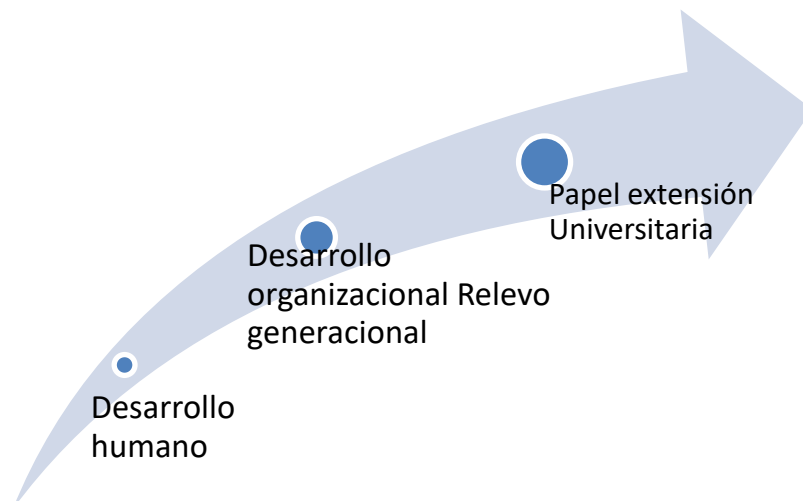 Papel extensión
Universitaria
Desarrollo
organizacional Relevo
generacional
Desarrollo
humano